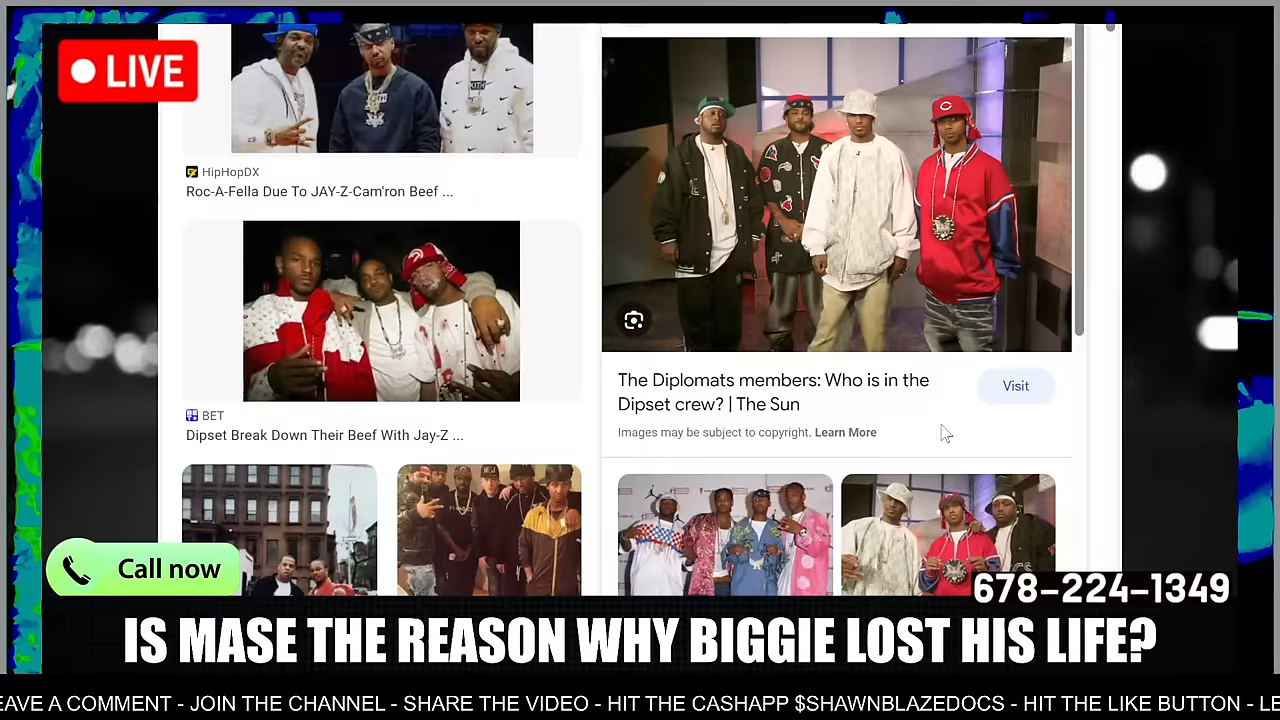 LIVE
HipHopDX
Roc-A-Fella Due To JAY-Z-Cam'ron Beef ...
BET
Dipset Break Down Their Beef With Jay-Z ...
The Diplomats members: Who is in the
Dipset crew? | The Sun
Visit
Images may be subject to copyright. Learn More
Call now
678-224-1349
IS MASE THE REASON WHY BIGGIE LOST HIS LIFE?
EAVE A COMMENT - JOIN THE CHANNEL - SHARE THE VIDEO - HIT THE CASHAPP $SHAWNBLAZEDOCS - HIT THE LIKE BUTTON - LE